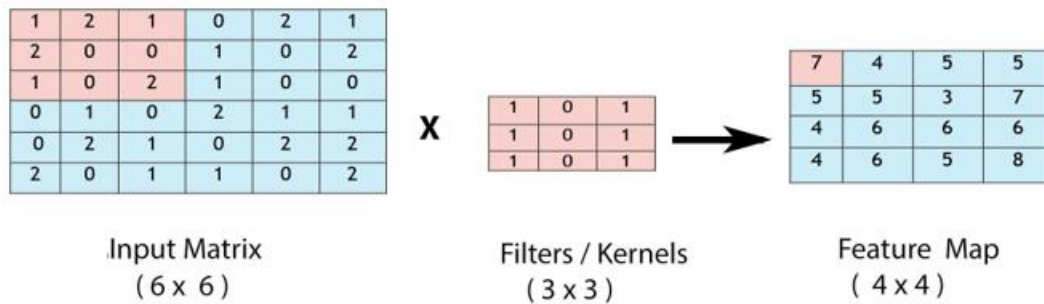 1 2 1 0 2 1
2 0 0 1 0 2
1 0 2 1 0 0
0 1 0 2 1 1
0 2 1 0 2 2
2 0 1 1 0 2
X
1 0 1
1 0 1
1 0 1
7 4 5 5
5 5 3 7
4 6 6 6
4 6 5 8
Input Matrix
( 6 x 6 )
Filters / Kernels
( 3 x 3 )
Feature Map
( 4 x 4 )